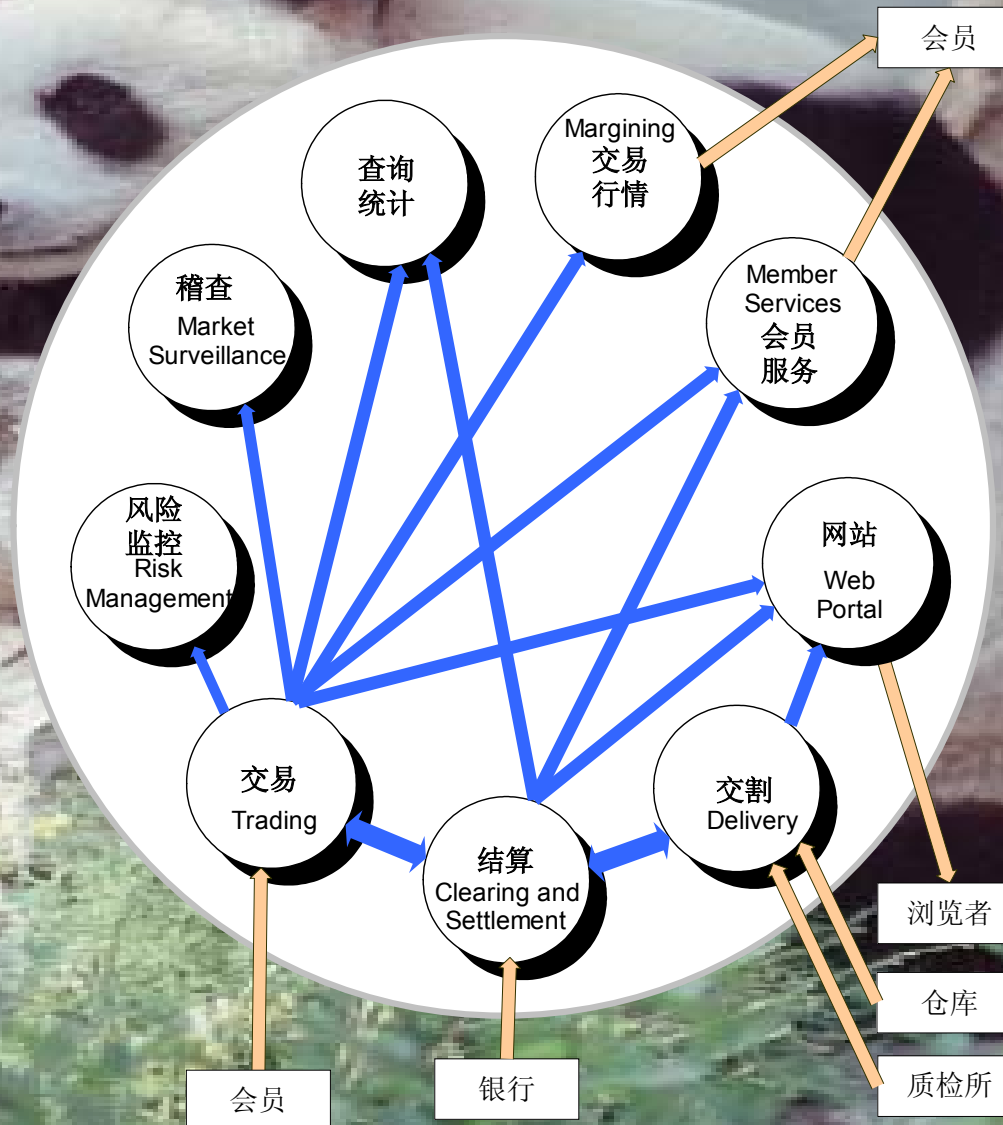 会员
Margining
交易
行情
查询
统计
稽查
Market
Surveillance
Member
Services
会员
服务
风险
监控
Risk
Management
网站
Web
Portal
交易
Trading
结算
Clearing and
Settlement
交割
Delivery
浏览者
仓库
质检所
会员
银行